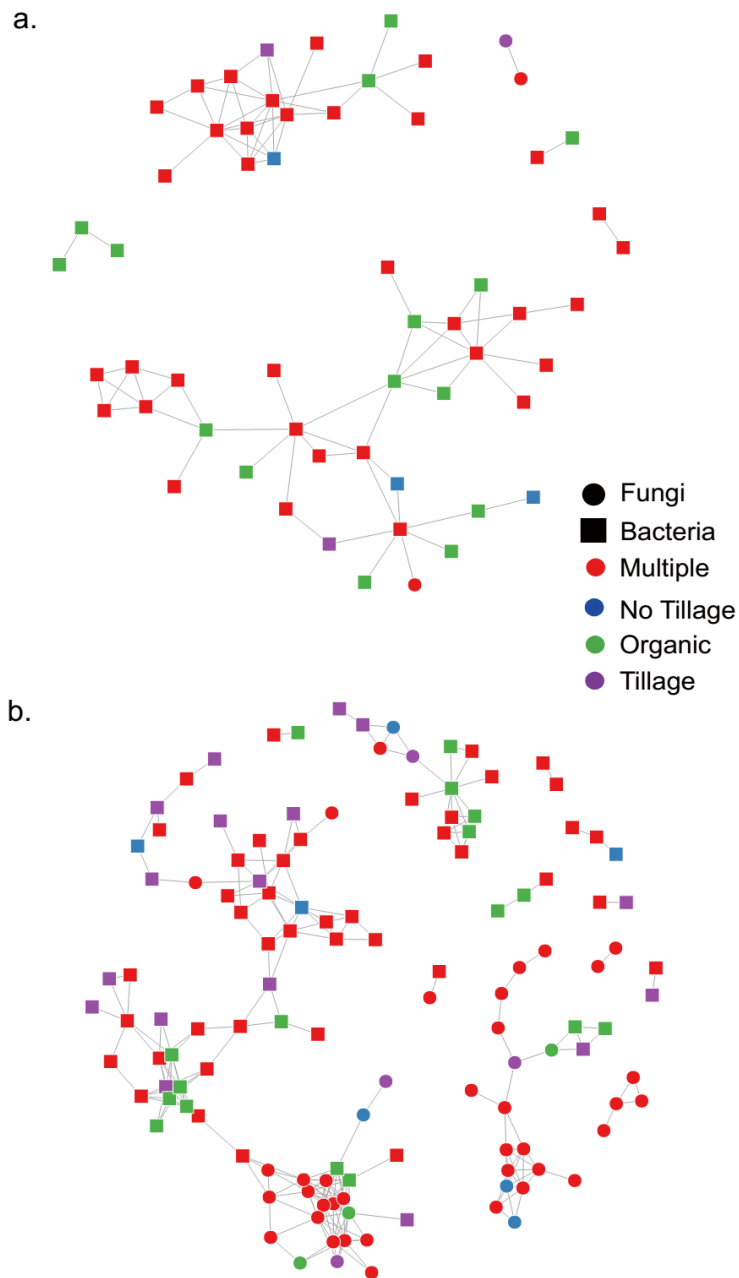 a.
Fungi
Bacteria
Multiple
No Tillage
Organic
Tillage
b.